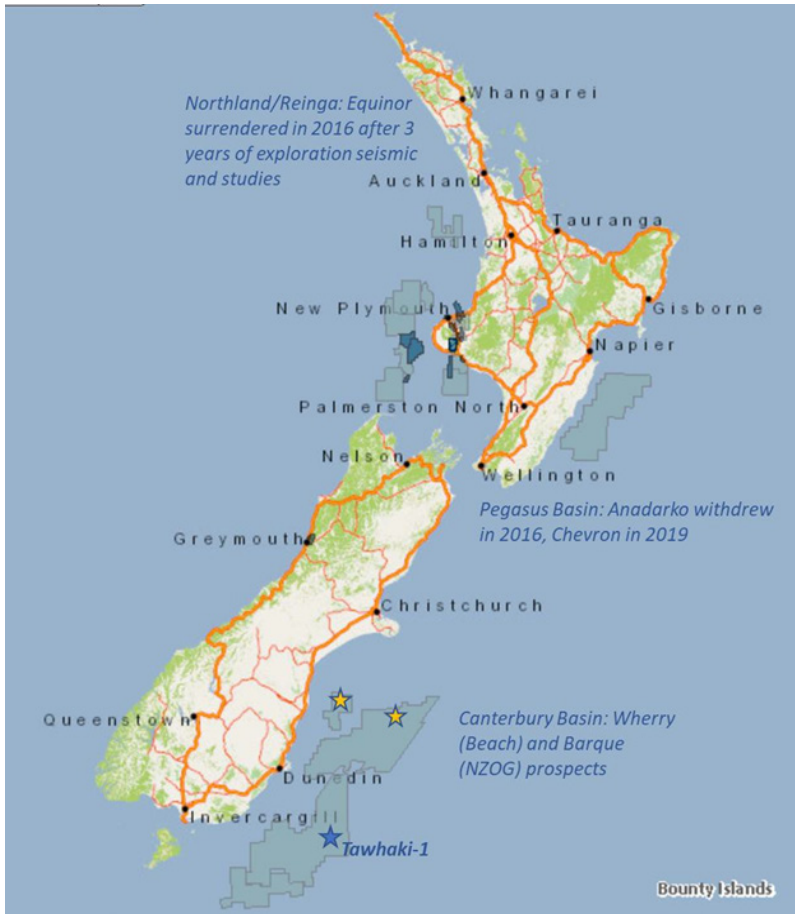 Whangarei
Northland/Reinga: Equinor
surrendered in 2016 after 3
years of exploration seismic
and studies
Auckland
Tauranga
Hamilton
New Plymouth
Gisborne
Napier
Palmerston North
Nelson
Wellington
Pegasus Basin: Anadarko withdrew
in 2016, Chevron in 2019
Greymouth
Christchurch
Queenstown
Canterbury Basin: Wherry
(Beach) and Barque
(NZOG) prospects
Dunedin
Invercargill
Tawhaki-1
Bounty Islands